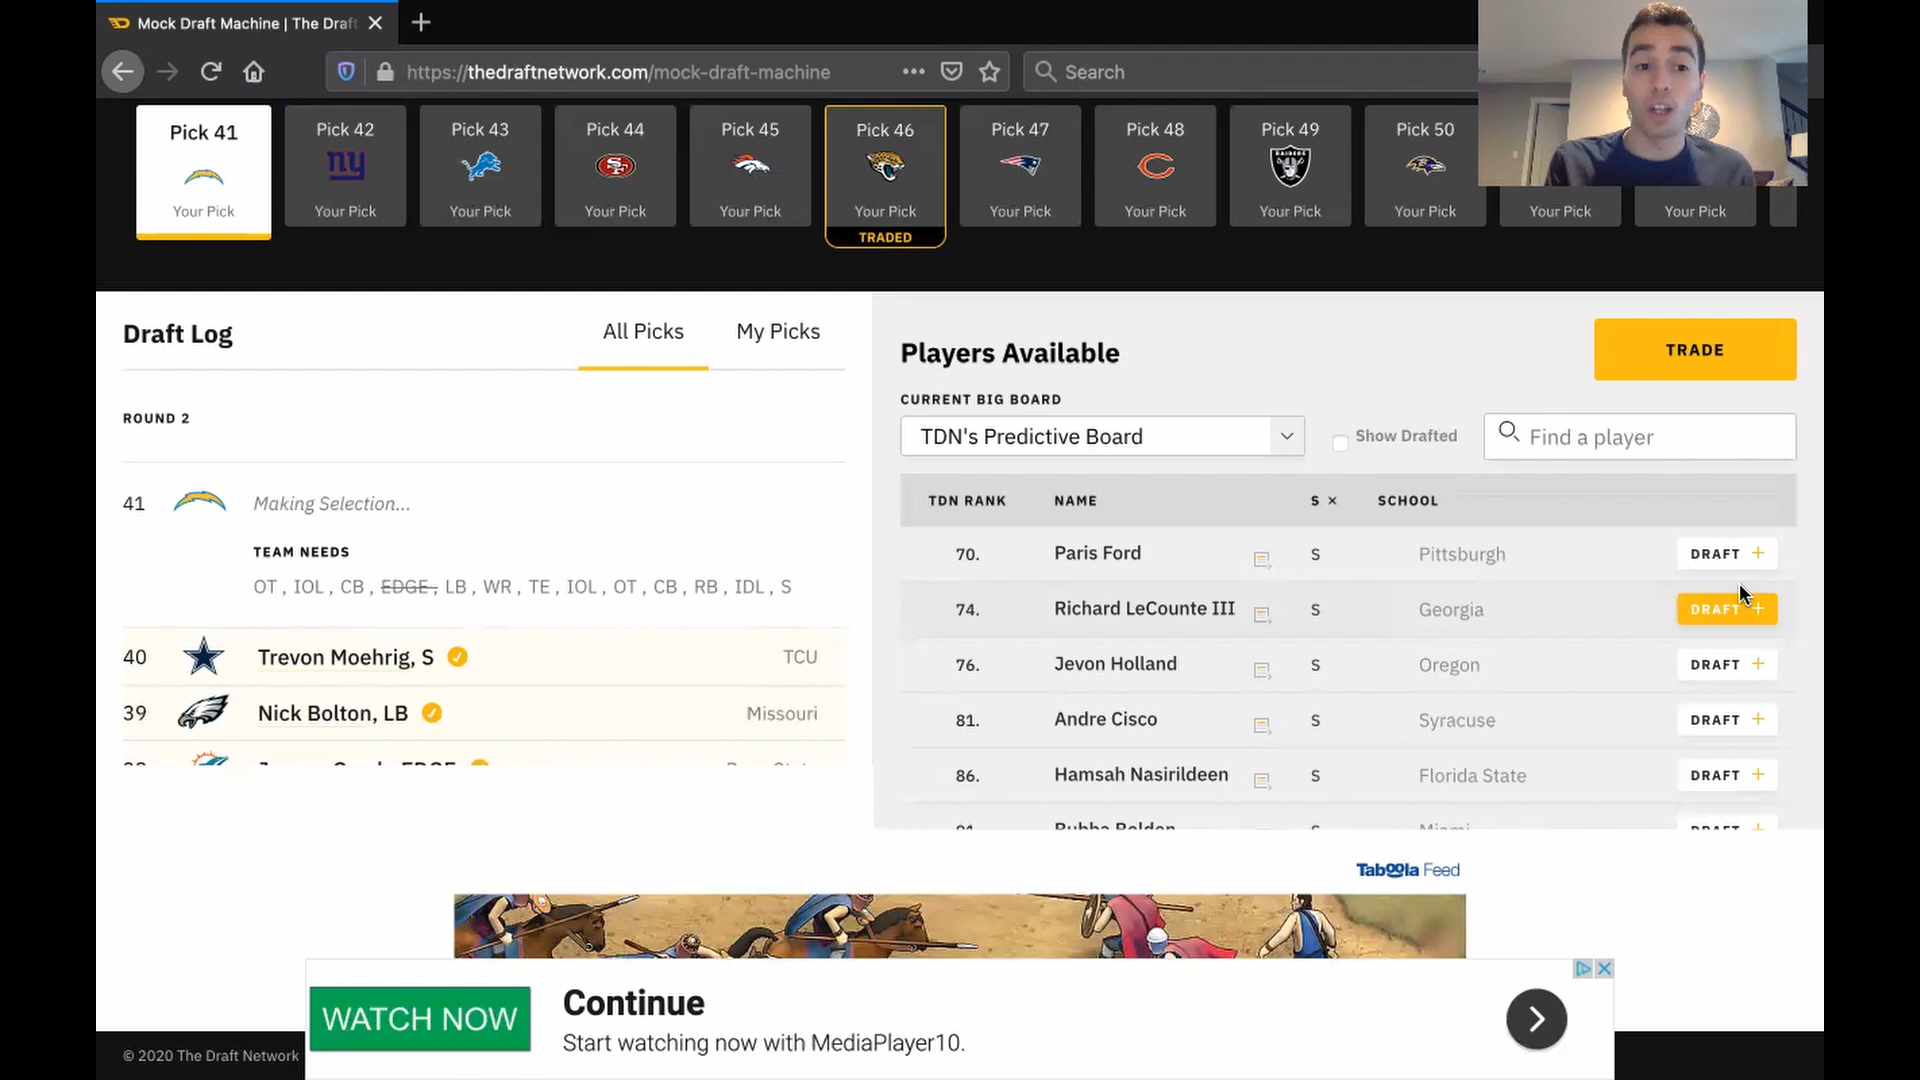 Mock Draft Machine | The Draft
https://thedraftnetwork.com/mock-draft-machine
Search
Pick 41
Your Pick
Pick 42
ny
Your Pick
Pick 43
Your Pick
Pick 44
SF
Your Pick
Pick 45
Your Pick
Pick 46
Your Pick
TRADED
Pick 47
Your Pick
Pick 48
Your Pick
Pick 49
RAIDERS
Your Pick
Pick 50
Your Pick
Your Pick
Your Pick
Draft Log
All Picks
My Picks
ROUND 2
41
Making Selection...
TEAM NEEDS
OT , IOL , CB , EDGE , LB , WR , TE , IOL , OT , CB , RB , IDL , S
40 Trevon Moehrig, S TCU
39 Nick Bolton, LB Missouri
Players Available
TRADE
CURRENT BIG BOARD
TDN's Predictive Board
Show Drafted
Find a player
TDN RANK NAME S × SCHOOL
70. Paris Ford S Pittsburgh DRAFT +
74. Richard LeCounte III S Georgia DRAFT +
76. Jevon Holland S Oregon DRAFT +
81. Andre Cisco S Syracuse DRAFT +
86. Hamsah Nasirildeen S Florida State DRAFT +
Taboola Feed
WATCH NOW
Continue
Start watching now with MediaPlayer10.
© 2020 The Draft Network